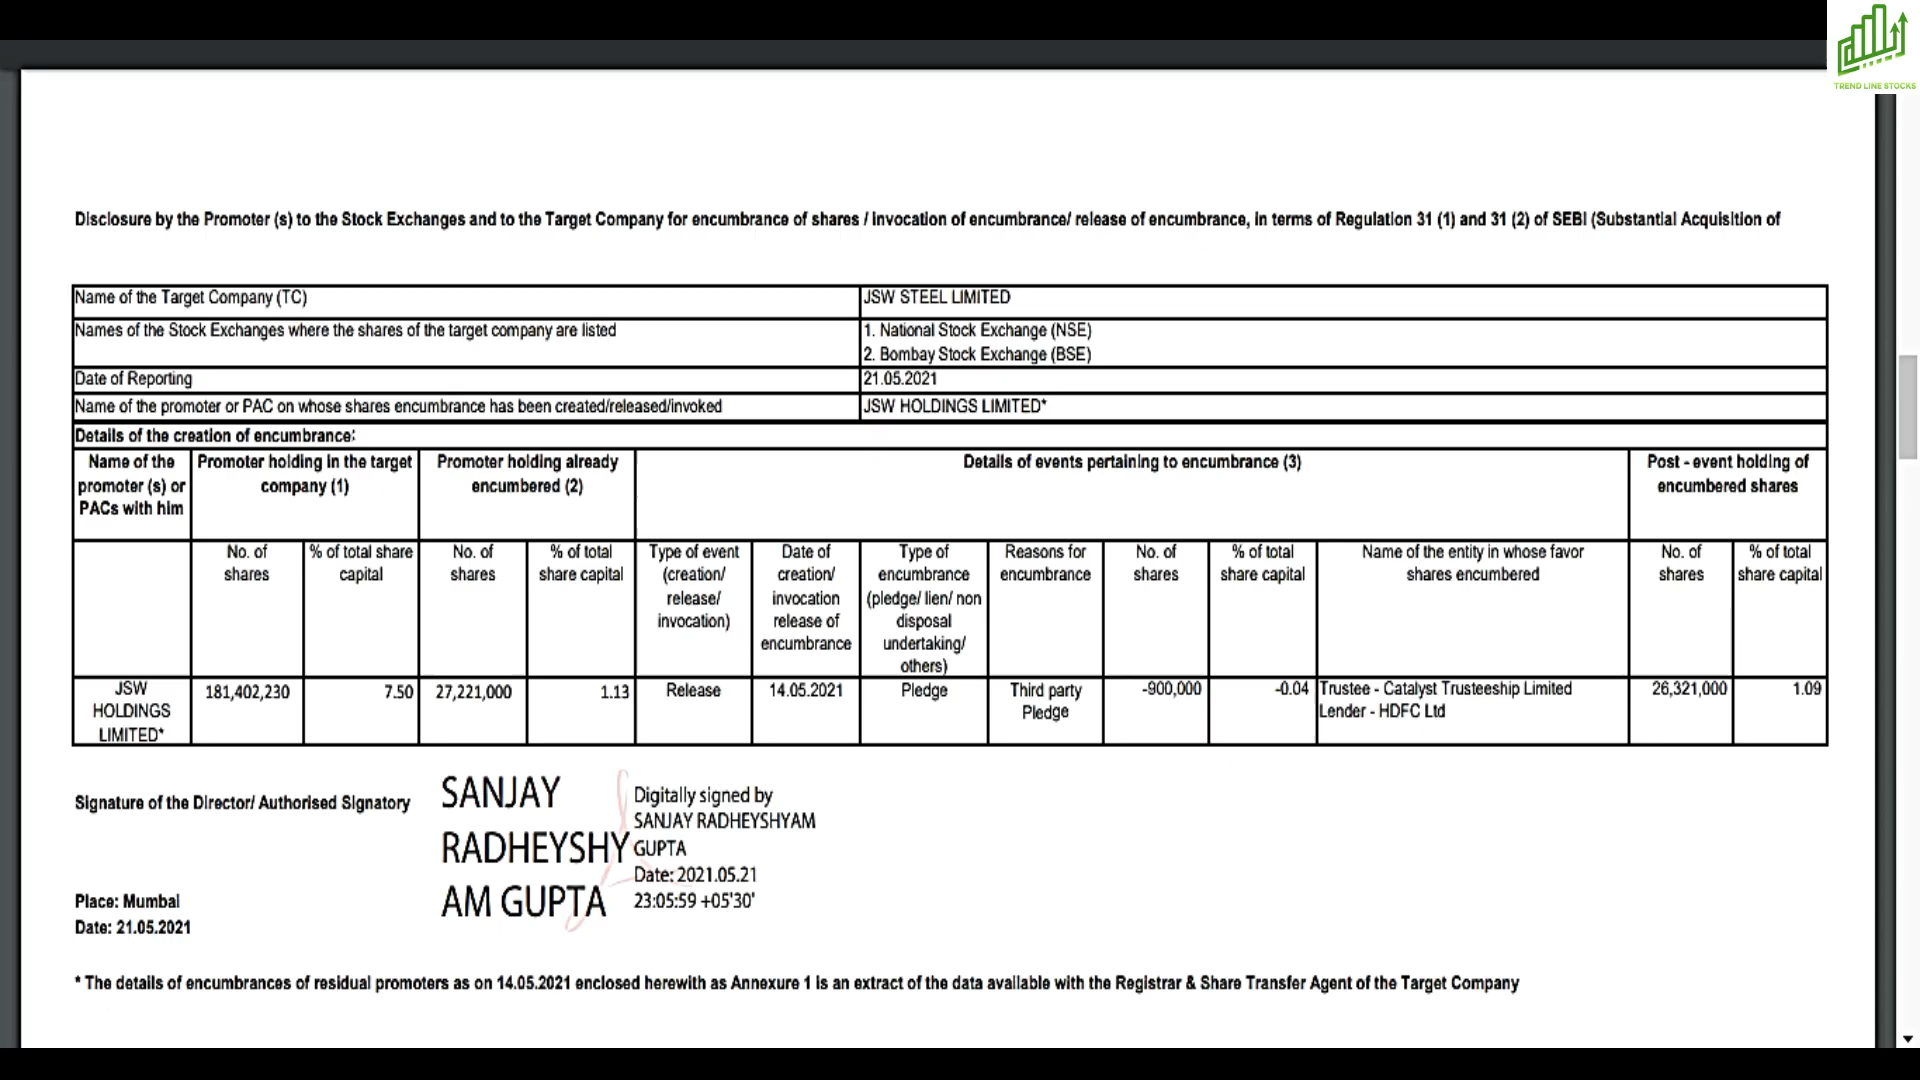 TREND LINE STOCKS
Disclosure by the Promoter (s) to the Stock Exchanges and to the Target Company for encumbrance of shares / invocation of encumbrance/ release of encumbrance, in terms of Regulation 31 (1) and 31 (2) of SEBI (Substantial Acquisition of
Name of the Target Company (TC) JSW STEEL LIMITED
Names of the Stock Exchanges where the shares of the target company are listed 1. National Stock Exchange (NSE)
2. Bombay Stock Exchange (BSE)
Date of Reporting 21.05.2021
Name of the promoter or PAC on whose shares encumbrance has been created/released/invoked JSW HOLDINGS LIMITED*
Details of the creation of encumbrance:
Name of the Promoter holding in the target Promoter holding already Details of events pertaining to encumbrance (3) Post - event holding of
promoter (s) or company (1) encumbered (2) encumbered shares
PACs with him
No. of % of total share No. of % of total Type of event Date of Type of Reasons for No. of % of total Name of the entity in whose favor No. of % of total
shares capital shares share capital (creation/ creation/ encumbrance encumbrance shares share capital shares encumbered shares share capital
release/ invocation (pledge/ lien/ non
invocation) release of disposal
encumbrance undertaking/
others)
JSW 181,402,230 7.50 27,221,000 1.13 Release 14.05.2021 Pledge Third party -900,000 -0.04 Trustee - Catalyst Trusteeship Limited 26,321,000 1.09
HOLDINGS Pledge Lender - HDFC Ltd
LIMITED*
Signature of the Director/ Authorised Signatory
SANJAY
RADHEYSHY
AM GUPTA
Digitally signed by
SANJAY RADHEYSHYAM
GUPTA
Date: 2021.05.21
23:05:59 +05'30'
Place: Mumbai
Date: 21.05.2021
* The details of encumbrances of residual promoters as on 14.05.2021 enclosed herewith as Annexure 1 is an extract of the data available with the Registrar & Share Transfer Agent of the Target Company